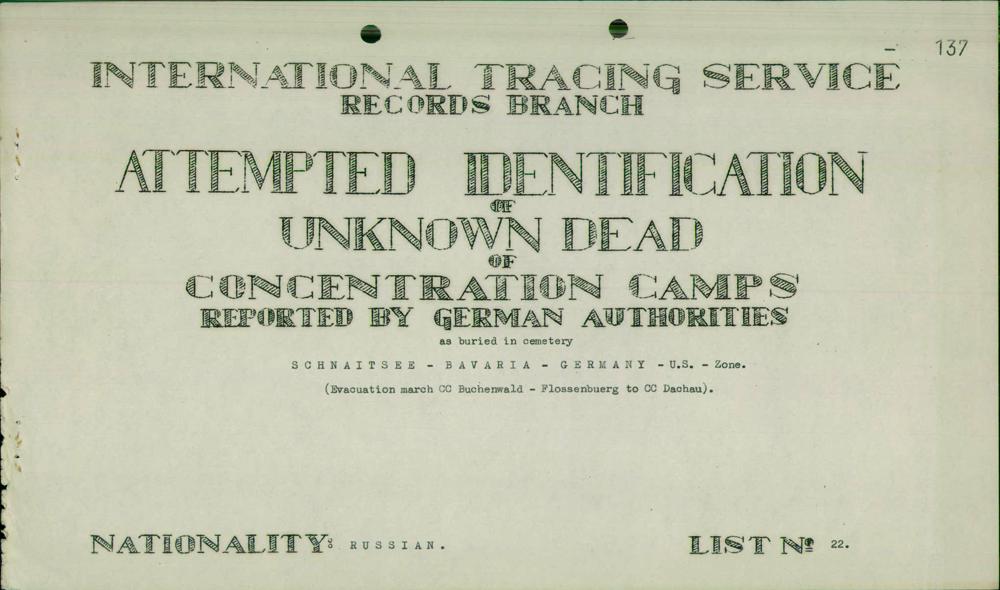 - 137
INTERNATIONAL TRACING SERVICE
RECORDS BRANCH
ATTEMPTED IDENTIFICATION
OF
UNKNOWN DEAD
OF
CONCENTRATION CAMPS
REPORTED BY GERMAN AUTHORITIES
as buried in cemetery
SCHNAITSEE - BAVARIA - GERMANY - U.S. - Zone.
(Evacuation march CC Buchenwald - Flossenbuerg to CC Dachau).
NATIONALITY: RUSSIAN. LIST Nº 22.